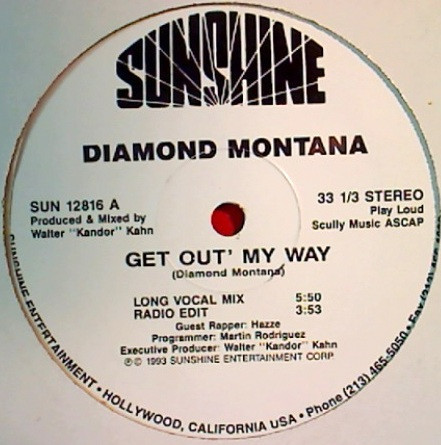 SUNSHINE
DIAMOND MONTANA
SUN 12816 A
Produced & Mixed by
Walter "Kandor" Kahn
33 1/3 STEREO
Play Loud
Scully Music ASCAP
GET OUT' MY WAY
(Diamond Montana)
LONG VOCAL MIX 5:50
RADIO EDIT 3:53
Guest Rapper: Hazze
Programmer: Martin Rodriguez
Executive Producer: Walter "Kandor" Kahn
℗© 1993 SUNSHINE ENTERTAINMENT CORP
SUNSHINE ENTERTAINMENT • HOLLYWOOD, CALIFORNIA USA • Phone (213) 465-5050 • Fax (213)